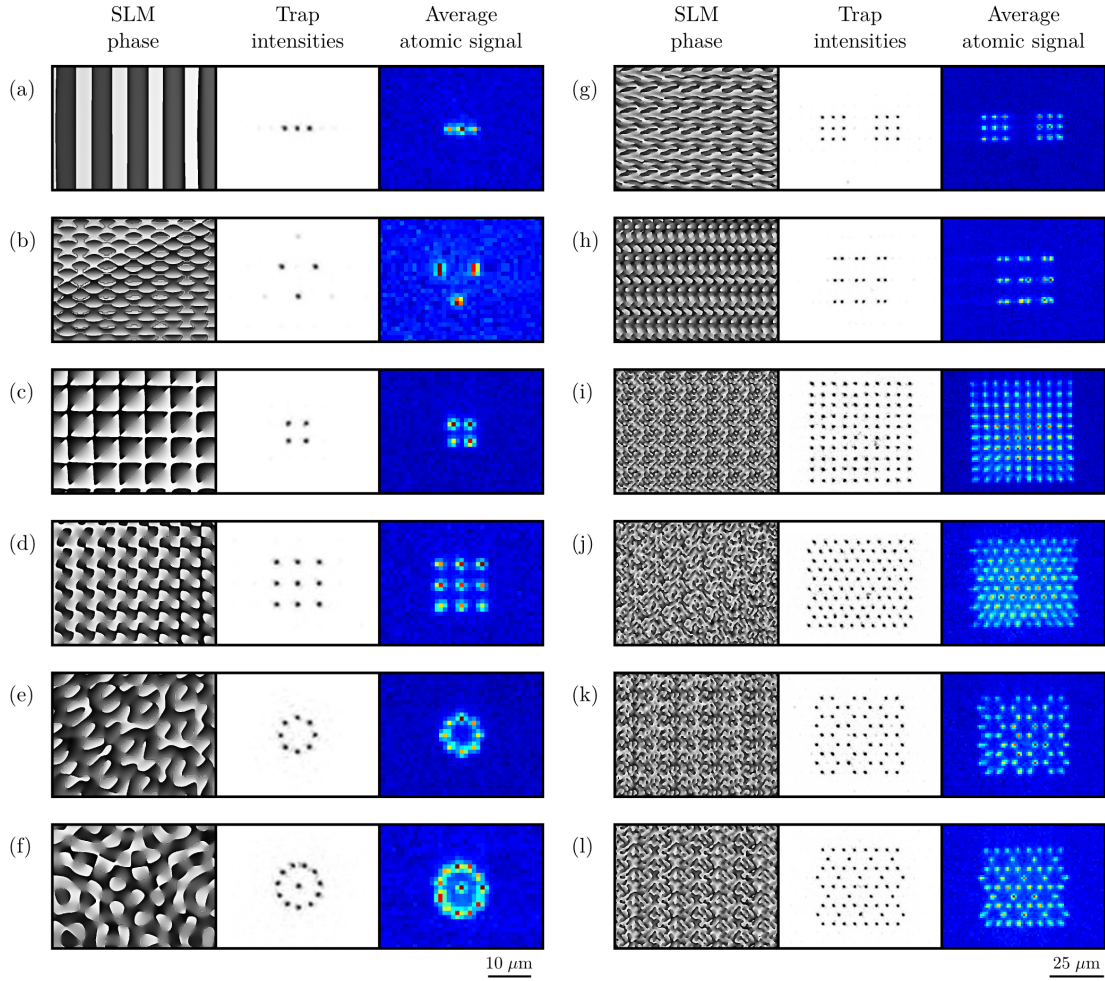 SLM
phase
Trap
intensities
Average
atomic signal
SLM
phase
Trap
intensities
Average
atomic signal
(a)
(b)
(c)
(d)
(e)
(f)
10 μm
(g)
(h)
(i)
(j)
(k)
(l)
25 μm